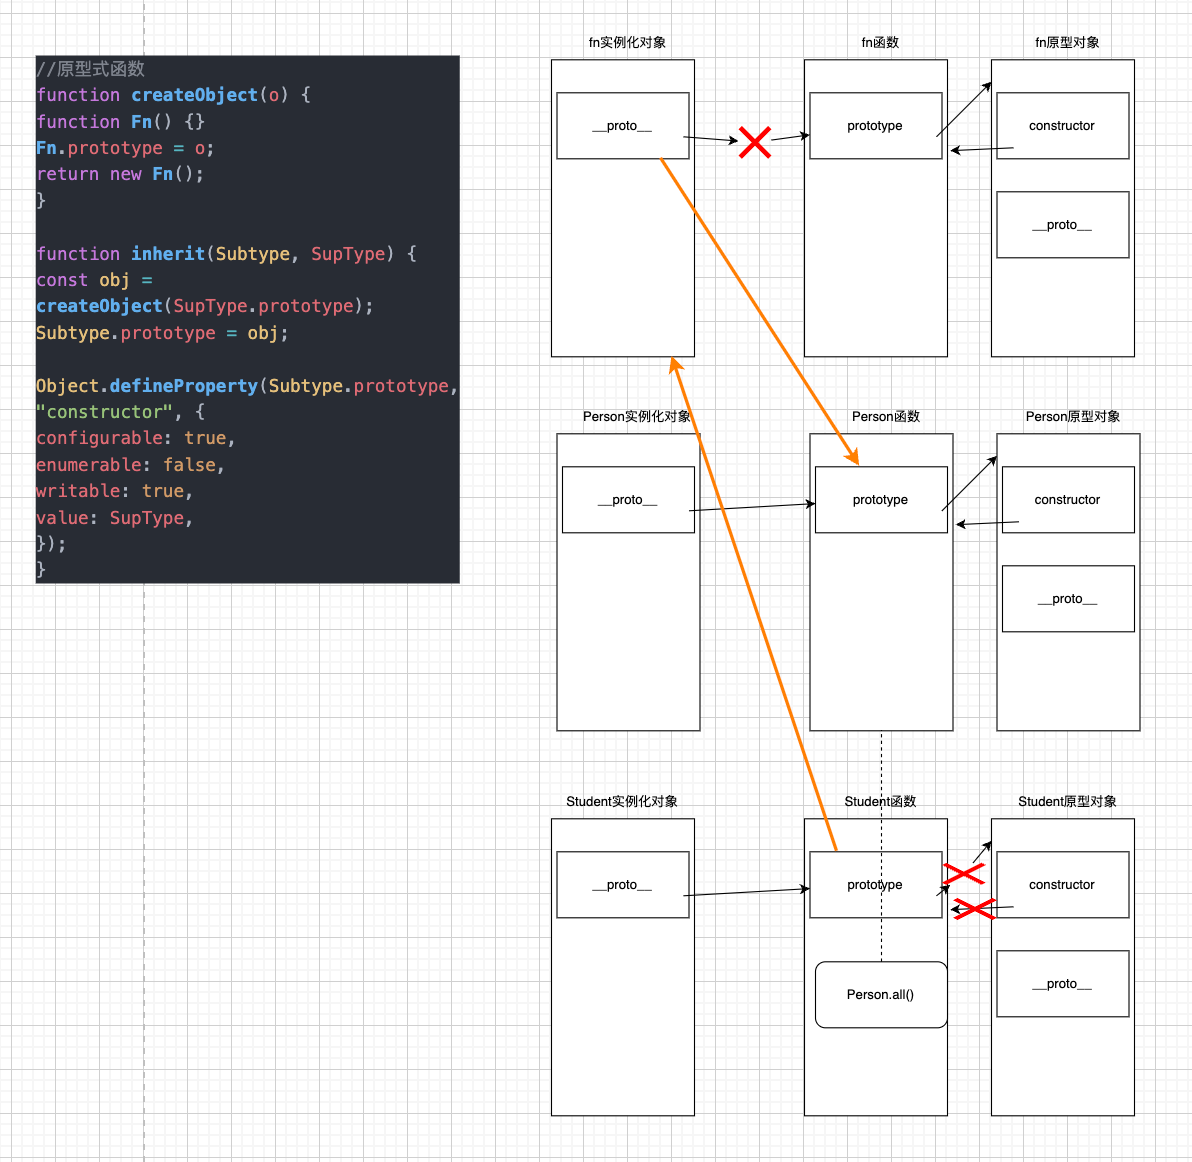 //原型式函数
function createObject(o) {
function Fn() {}
Fn.prototype = o;
return new Fn();
}
function inherit(Subtype, SupType) {
const obj =
createObject(SupType.prototype);
Subtype.prototype = obj;
Object.defineProperty(Subtype.prototype,
"constructor", {
configurable: true,
enumerable: false,
writable: true,
value: SupType,
});
}
fn实例化对象
fn函数
fn原型对象
__proto__
prototype
constructor
__proto__
Person实例化对象
Person函数
Person原型对象
__proto__
prototype
constructor
__proto__
Student实例化对象
Student函数
Student原型对象
__proto__
prototype
constructor
__proto__
Person.all()